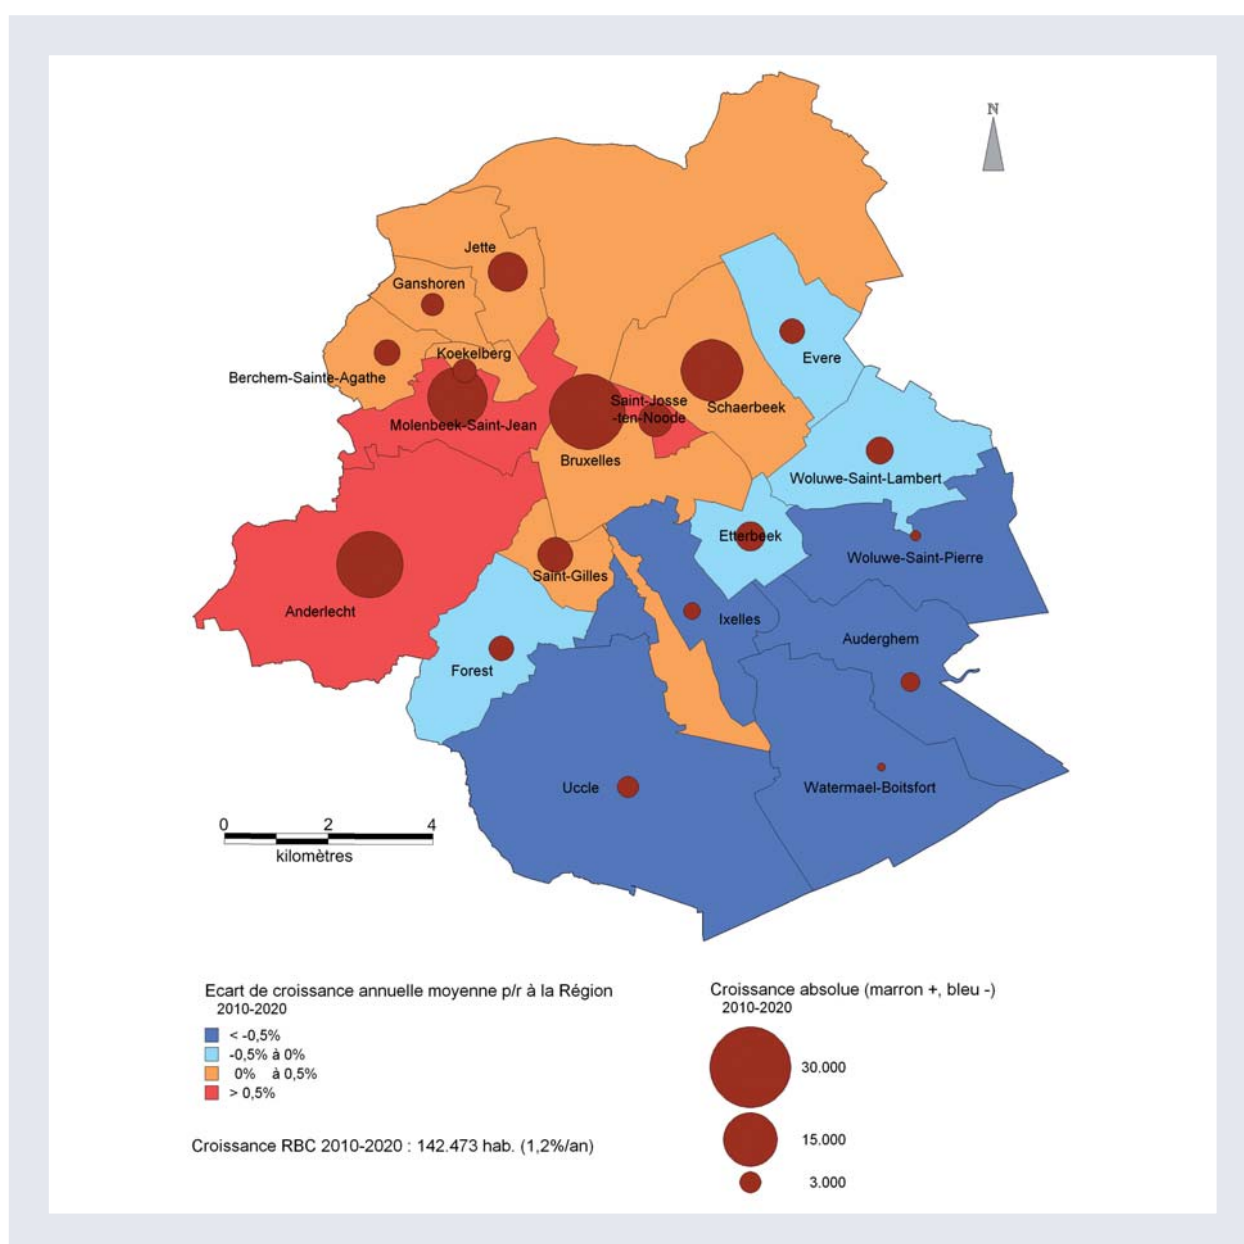 N
Jette
Ganshoren
Koekelberg
Berchem-Sainte-Agathe
Evere
Saint-Josse
-ten-Noode
Schaerbeek
Molenbeek-Saint-Jean
Bruxelles
Woluwe-Saint-Lambert
Etterbeek
Woluwe-Saint-Pierre
Saint-Gilles
Anderlecht
Ixelles
Auderghem
Forest
Uccle
Watermael-Boitsfort
0 2 4
kilomètres
Ecart de croissance annuelle moyenne p/r à la Région
2010-2020
< -0,5%
-0,5% à 0%
0% à 0,5%
> 0,5%
Croissance RBC 2010-2020 : 142.473 hab. (1,2%/an)
Croissance absolue (marron +, bleu -)
2010-2020
30.000
15.000
3.000